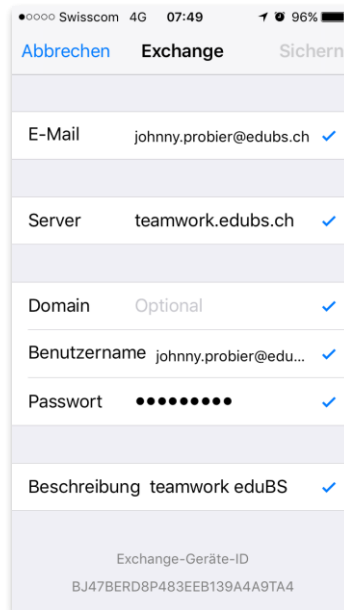 ●○○○○ Swisscom 4G 07:49 96%
Abbrechen Exchange Sichern
E-Mail johnny.probier@edubs.ch
Server teamwork.edubs.ch
Domain Optional
Benutzername johnny.probier@edu...
Passwort ●●●●●●●●●
Beschreibung teamwork eduBS
Exchange-Geräte-ID
BJ47BERD8P483EEB139A4A9TA4